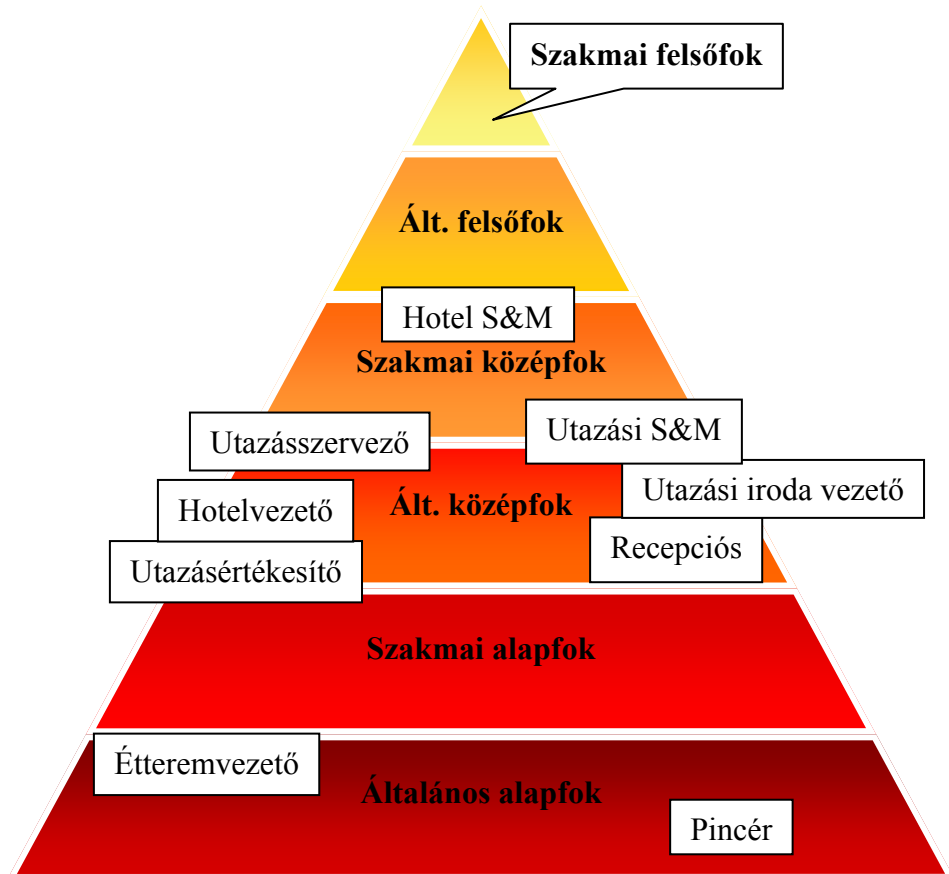 Szakmai felsőfok
Ált. felsőfok
Hotel S&M
Szakmai középfok
Utazásszervező
Utazási S&M
Utazási iroda vezető
Hotelvezető
Ált. középfok
Recepciós
Utazásértékesítő
Szakmai alapfok
Étteremvezető
Általános alapfok
Pincér